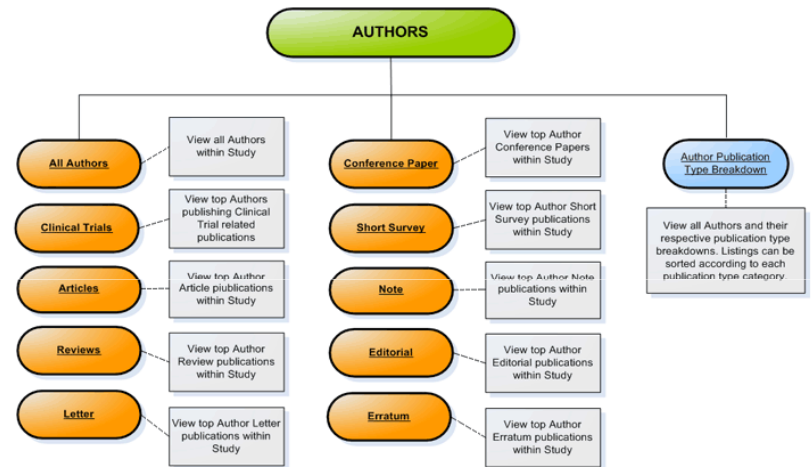 AUTHORS
All Authors
View all Authors
within Study
Clinical Trials
View top Authors
publishing Clinical
Trial related
publications
Articles
View top Author
Article piublications
within Study
Reviews
View top Author
Review publications
within Study
Letter
View top Author Letter
publications within
Study
Conference Paper
View top Author
Conference Papers
within Study
Short Survey
View top Author Short
Survey publications
within Study
Note
View top Author Note
publications within
Study
Editorial
View top Author
Editorial publications
within Study
Erratum
View top Author
Erratum publications
within Study
Author Publication
Type Breakdown
View all Authors and their
respective publication type
breakdowns. Listings can be
sorted according to each
publication type category.